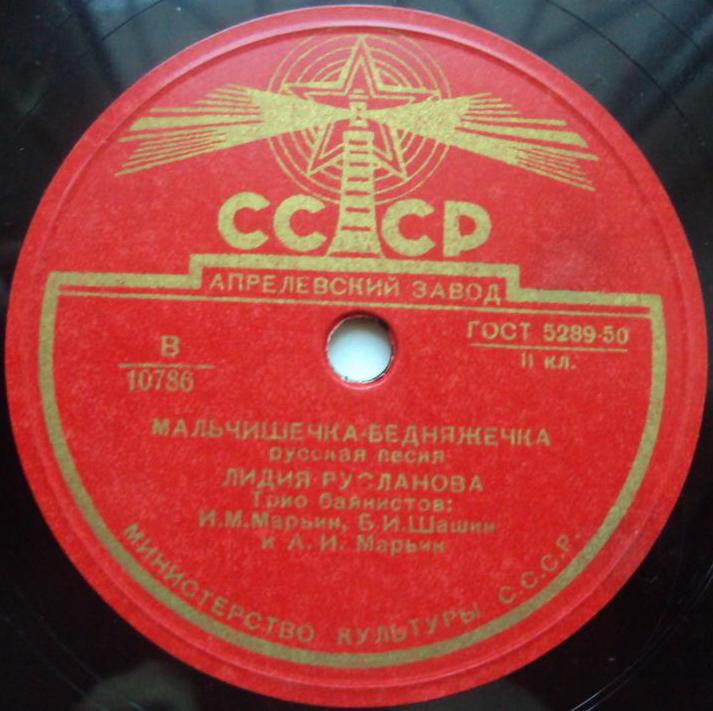 СССР
АПРЕЛЕВСКИЙ ЗАВОД
ГОСТ 5289-50
II кл.
В
10786
МАЛЬЧИШЕЧКА-БЕДНЯЖЕЧКА
русская песня
ЛИДИЯ РУСЛАНОВА
Трио баянистов:
И.М.Марьин, Б.И.Шашин
и А.И.Марьин
МИНИСТЕРСТВО КУЛЬТУРЫ С.С.С.Р.